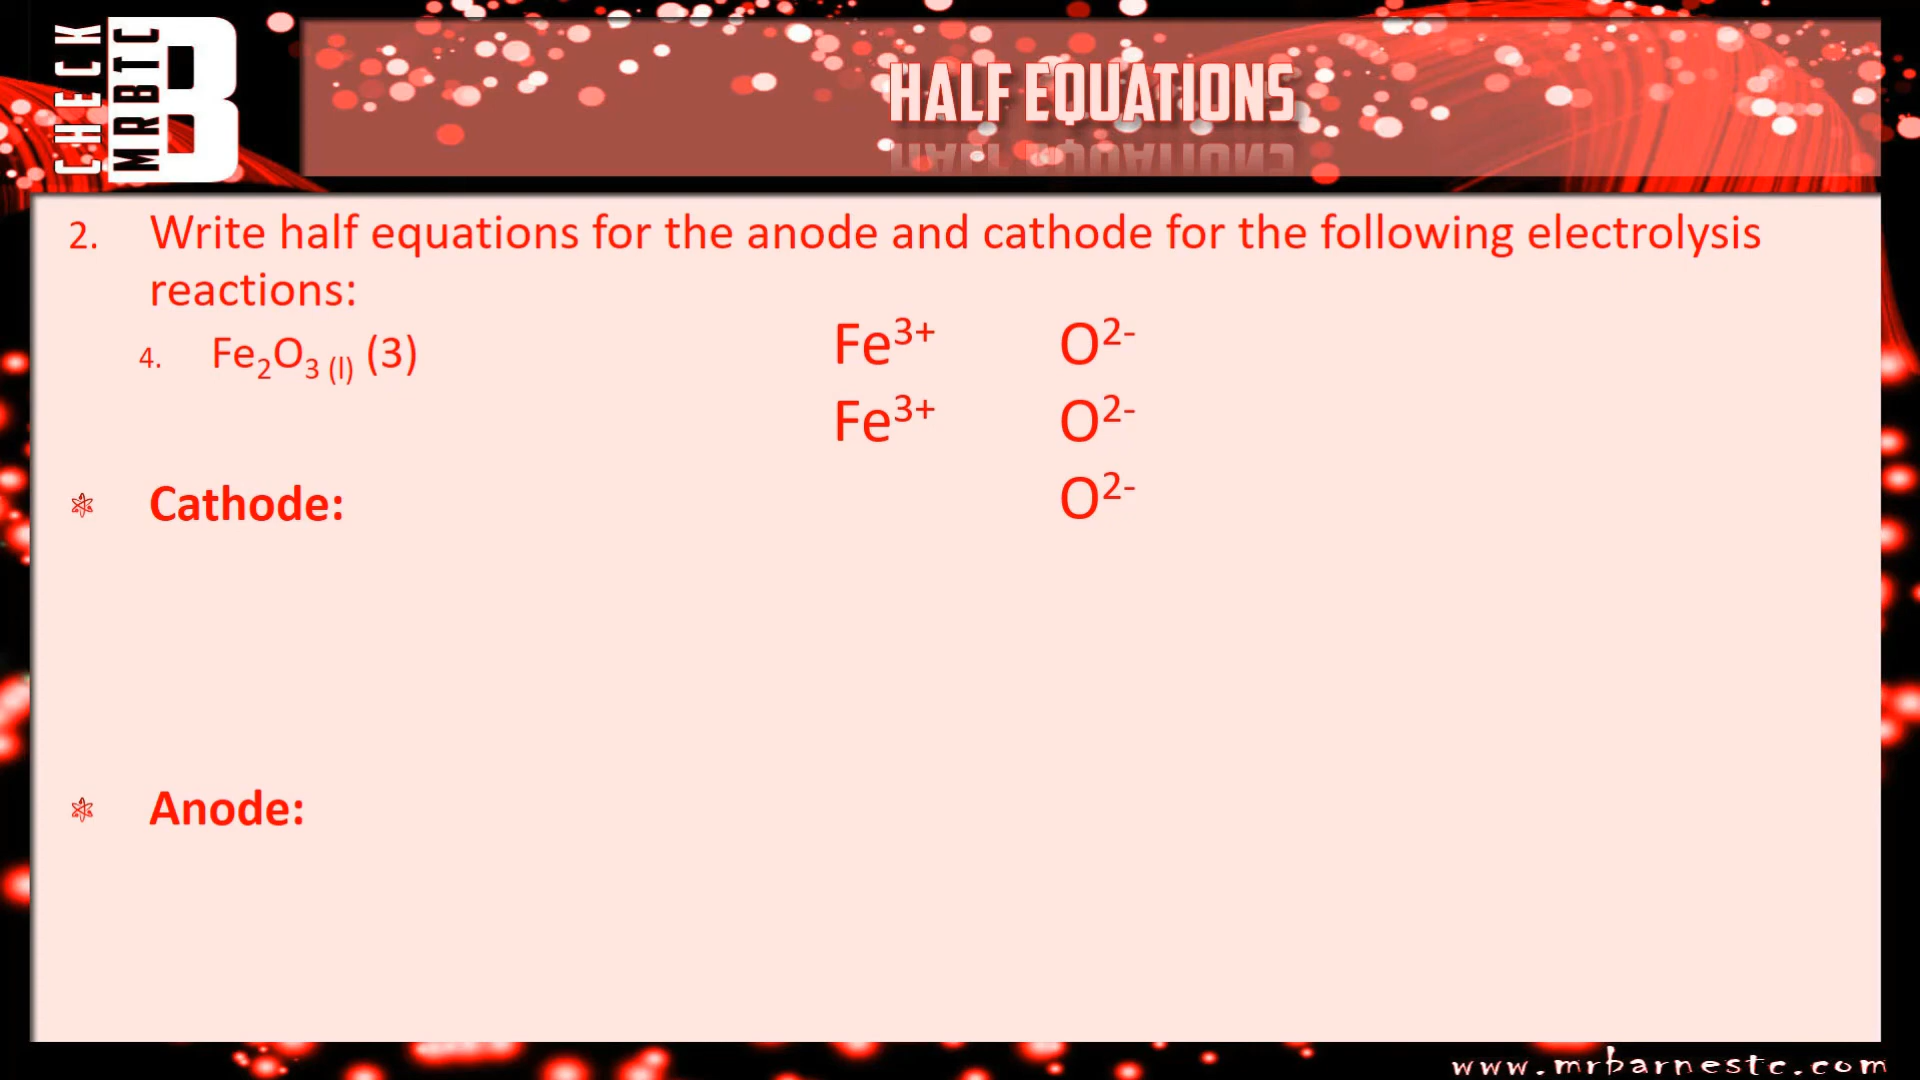 CHECK
MRBTC
B
HALF EQUATIONS
2. Write half equations for the anode and cathode for the following electrolysis
reactions:
4. Fe₂O₃ (l) (3)
Fe³⁺ O²⁻
Fe³⁺ O²⁻
O²⁻
Cathode:
Anode:
www.mrbarnestc.com